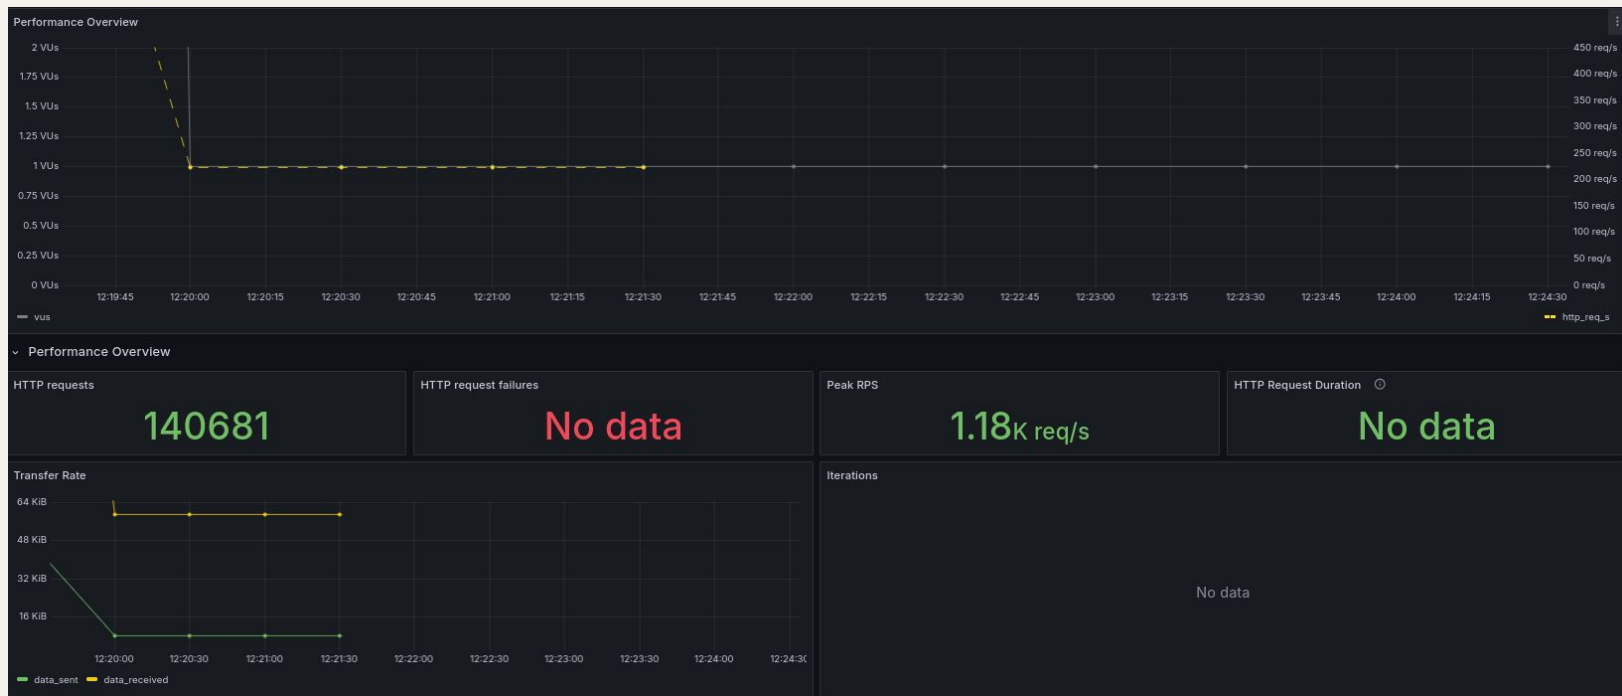 Performance Overview
2 VUs
1.75 VUs
1.5 VUs
1.25 VUs
1 VUs
0.75 VUs
0.5 VUs
0.25 VUs
0 VUs
450 req/s
400 req/s
350 req/s
300 req/s
250 req/s
200 req/s
150 req/s
100 req/s
50 req/s
0 req/s
12:19:45 12:20:00 12:20:15 12:20:30 12:20:45 12:21:00 12:21:15 12:21:30 12:21:45 12:22:00 12:22:15 12:22:30 12:22:45 12:23:00 12:23:15 12:23:30 12:23:45 12:24:00 12:24:15 12:24:30
vus
http_req_s
Performance Overview
HTTP requests
140681
HTTP request failures
No data
Peak RPS
1.18K req/s
HTTP Request Duration
No data
Transfer Rate
64 KiB
48 KiB
32 KiB
16 KiB
12:20:00 12:20:30 12:21:00 12:21:30 12:22:00 12:22:30 12:23:00 12:23:30 12:24:00 12:24:3
data_sent data_received
Iterations
No data